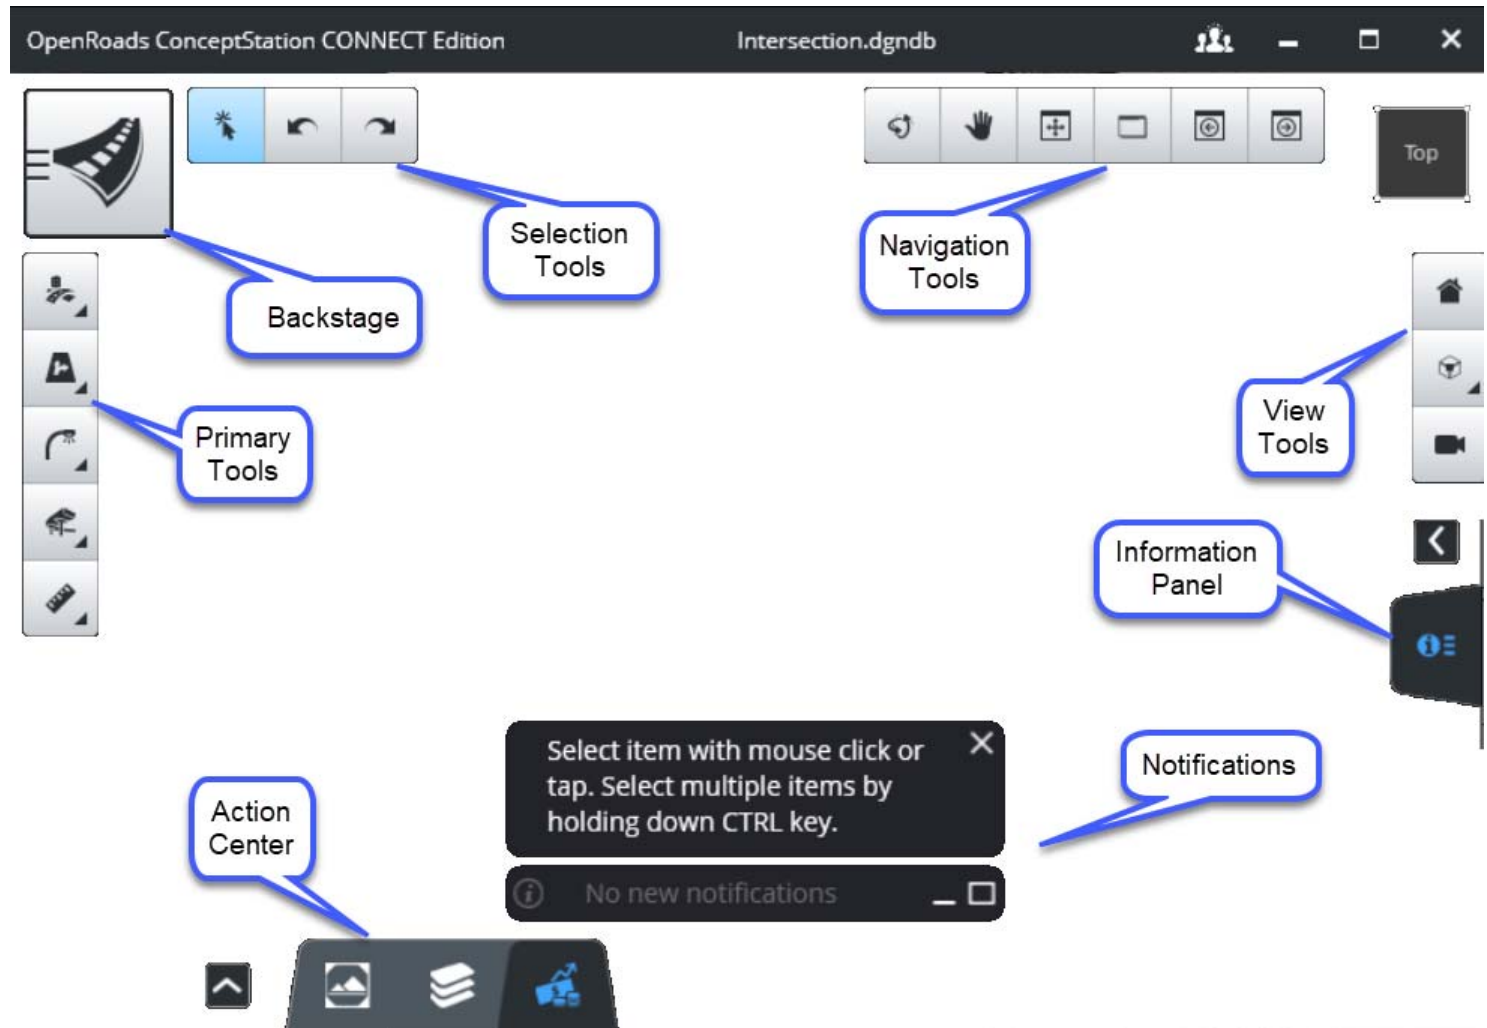 OpenRoads ConceptStation CONNECT Edition
Intersection.dgndb
Top
Selection
Tools
Navigation
Tools
Backstage
View
Tools
Primary
Tools
Information
Panel
Select item with mouse click or
tap. Select multiple items by
holding down CTRL key.
Notifications
Action
Center
No new notifications